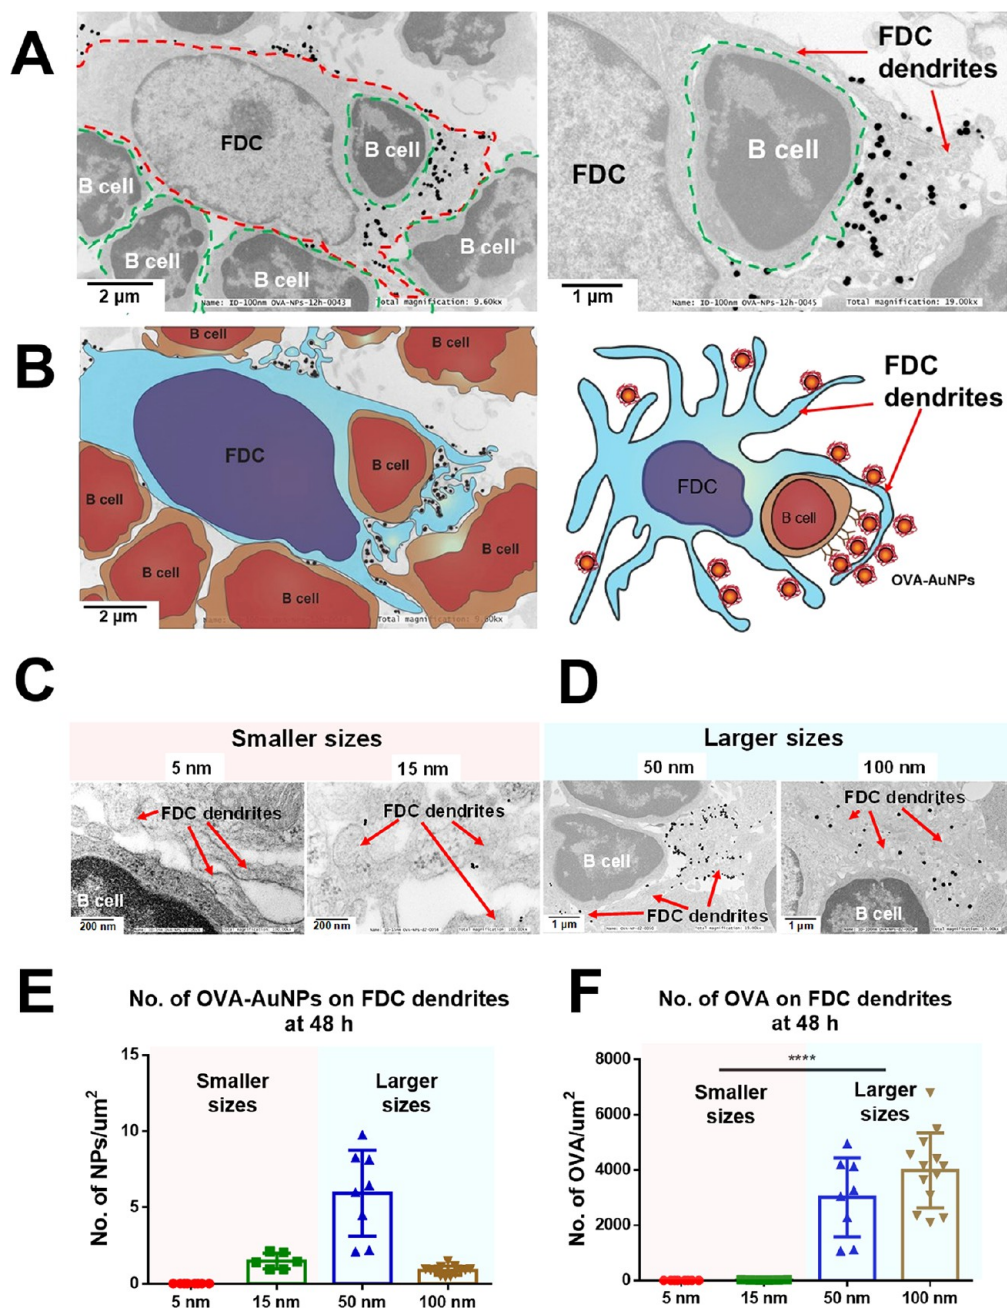 A
FDC
B cell
B cell
B cell
B cell
B cell
2 µm
Name: ID-100nm OVA-NPs-12h-0043
Total magnification: 9.60kx
FDC
dendrites
B cell
FDC
1 µm
Name: ID-100nm OVA-NPs-12h-0045
Total magnification: 19.00kx
B
B cell
B cell
FDC
B cell
B cell
B cell
B cell
B cell
2 µm
Total magnification: 9.60kx
FDC
dendrites
FDC
B cell
OVA-AuNPs
C
Smaller sizes
5 nm
FDC dendrites
B cell
200 nm
15 nm
FDC dendrites
200 nm
D
Larger sizes
50 nm
B cell
FDC dendrites
1 µm
100 nm
FDC dendrites
B cell
1 µm
E
No. of OVA-AuNPs on FDC dendrites
at 48 h
No. of NPs/um²
15
10
5
0
Smaller
sizes
Larger
sizes
5 nm
15 nm
50 nm
100 nm
F
No. of OVA on FDC dendrites
at 48 h
No. of OVA/um²
8000
6000
4000
2000
0
****
Smaller
sizes
Larger
sizes
5 nm
15 nm
50 nm
100 nm